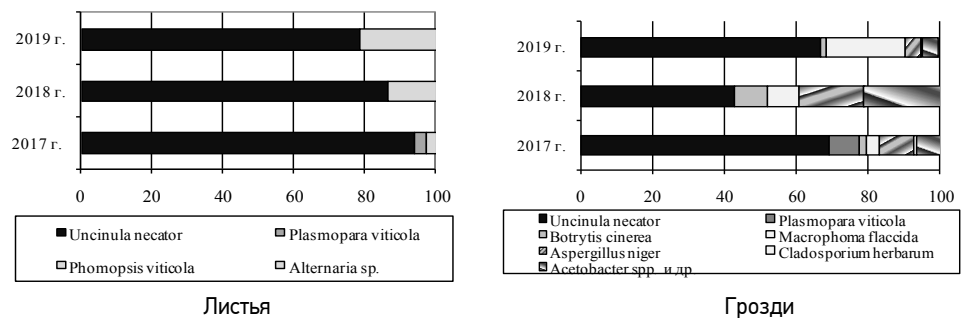 2019 г.
2018 г.
2017 г.
0 20 40 60 80 100
Uncinula necator Plasmopara viticola
Phomopsis viticola Alternaria sp.
Листья
2019 г.
2018 г.
2017 г.
0 20 40 60 80 100
Uncinula necator Plasmopara viticola
Botrytis cinerea Macrophoma flaccida
Aspergillus niger Cladosporium herbarum
Acetobacter spp. и др.
Грозди